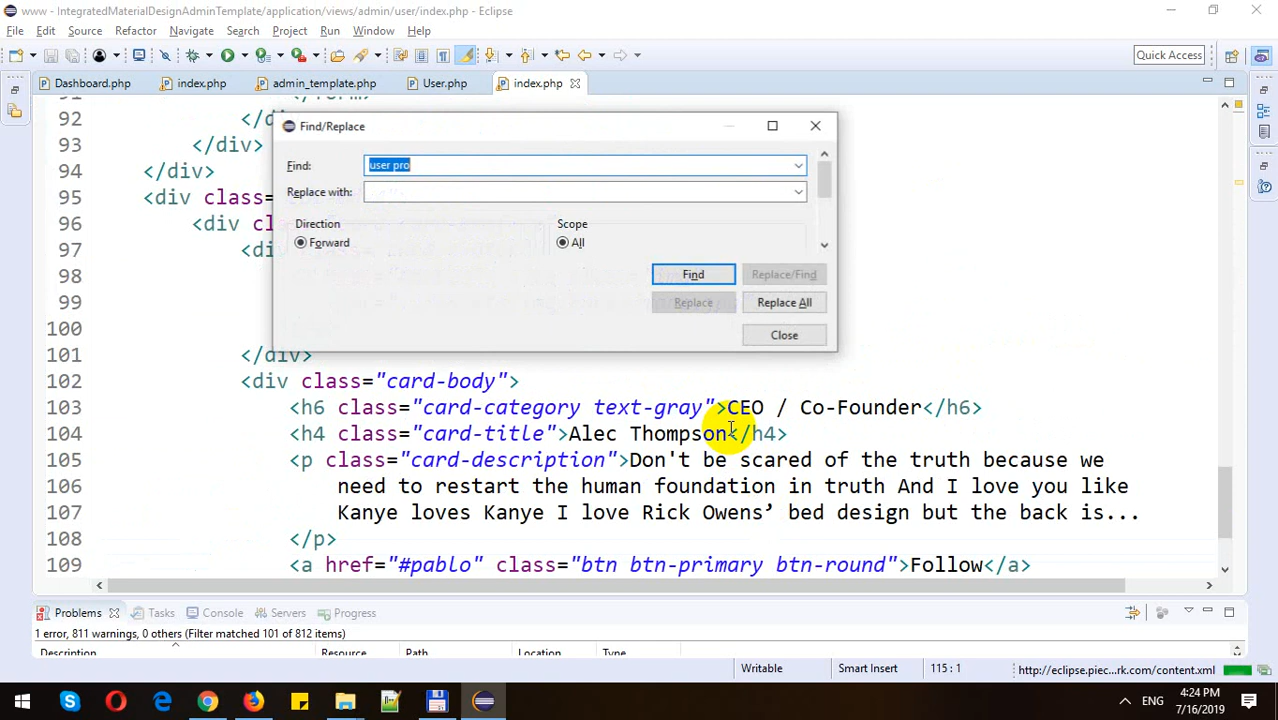 www - IntegratedMaterialDesignAdminTemplate/application/views/admin/user/index.php - Eclipse
File Edit Source Refactor Navigate Search Project Run Window Help
Quick Access
Dashboard.php index.php admin_template.php User.php index.php
92 </div>
93 </div>
94 </div>
95 <div class=
96 <div cl
97 <div
98
99
100
101 </div>
102 <div class="card-body">
103 <h6 class="card-category text-gray">CEO / Co-Founder</h6>
104 <h4 class="card-title">Alec Thompson</h4>
105 <p class="card-description">Don't be scared of the truth because we
106 need to restart the human foundation in truth And I love you like
107 Kanye loves Kanye I love Rick Owens’ bed design but the back is...
108 </p>
109 <a href="#pablo" class="btn btn-primary btn-round">Follow</a>
Find/Replace
Find: user pro
Replace with:
Direction Scope
Forward All
Find Replace/Find
Replace Replace All
Close
Problems Tasks Console Servers Progress
1 error, 811 warnings, 0 others (Filter matched 101 of 812 items)
Description Resource Path Location Type
Writable Smart Insert 115 : 1 http://eclipse.piec...rk.com/content.xml
ENG 4:24 PM
7/16/2019